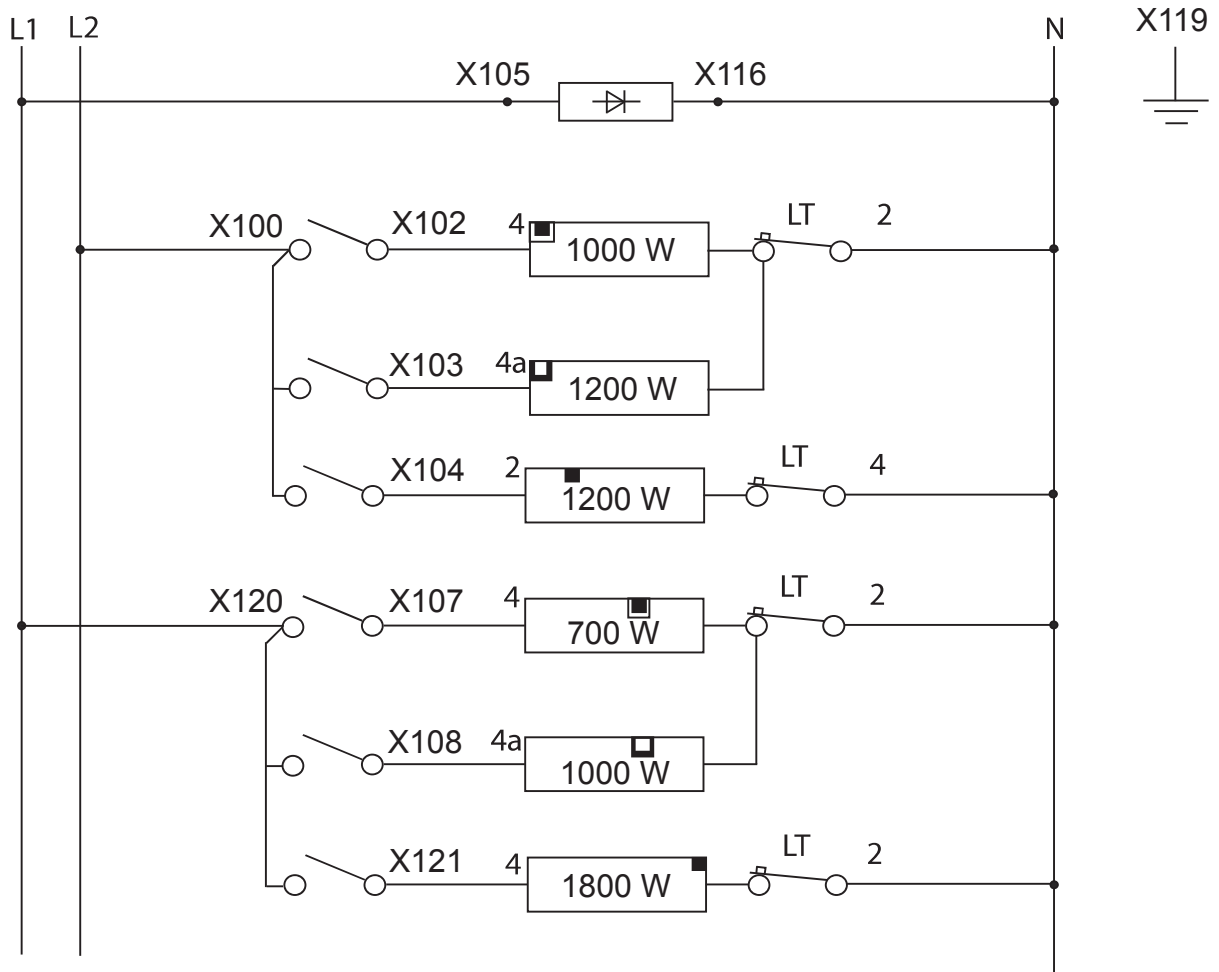 L1 L2 N X119
X105 X116
X100 X102 4 1000 W LT 2
X103 4a 1200 W
X104 2 1200 W LT 4
X120 X107 4 700 W LT 2
X108 4a 1000 W
X121 4 1800 W LT 2